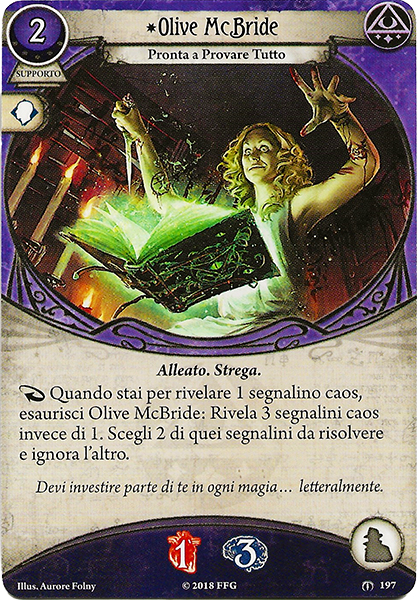 2
SUPPORTO
*Olive McBride
Pronta a Provare Tutto
Alleato. Strega.
Quando stai per rivelare 1 segnalino caos,
esaurisci Olive McBride: Rivela 3 segnalini caos
invece di 1. Scegli 2 di quei segnalini da risolvere
e ignora l'altro.
Devi investire parte di te in ogni magia… letteralmente.
1 3
Illus. Aurore Folny © 2018 FFG 197